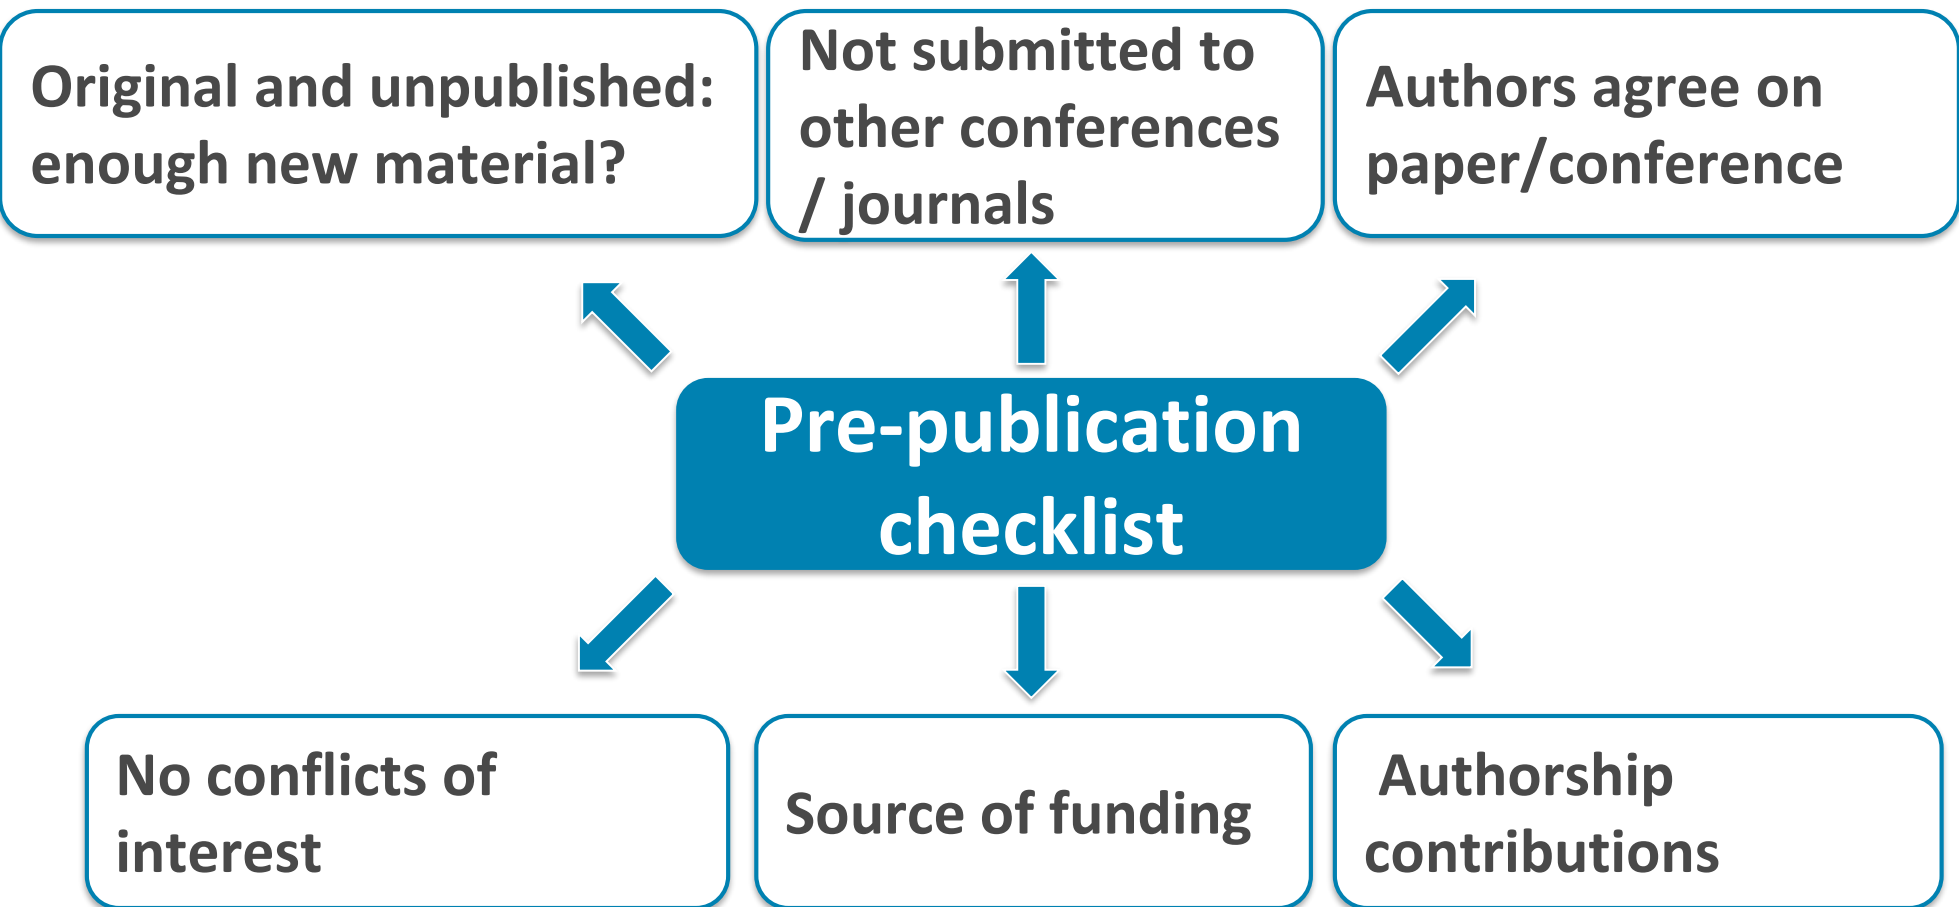 Original and unpublished:
enough new material?
Not submitted to
other conferences
/ journals
Authors agree on
paper/conference
Pre-publication
checklist
No conflicts of
interest
Source of funding
Authorship
contributions